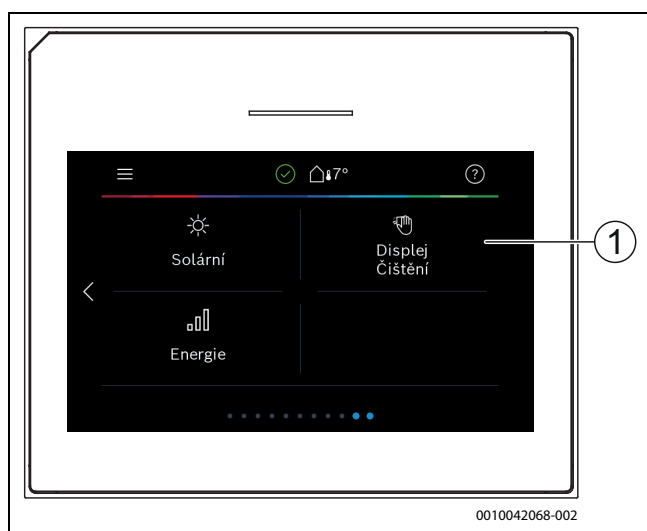 7°
?
Solární
Displej
Čištění
1
Energie
0010042068-002